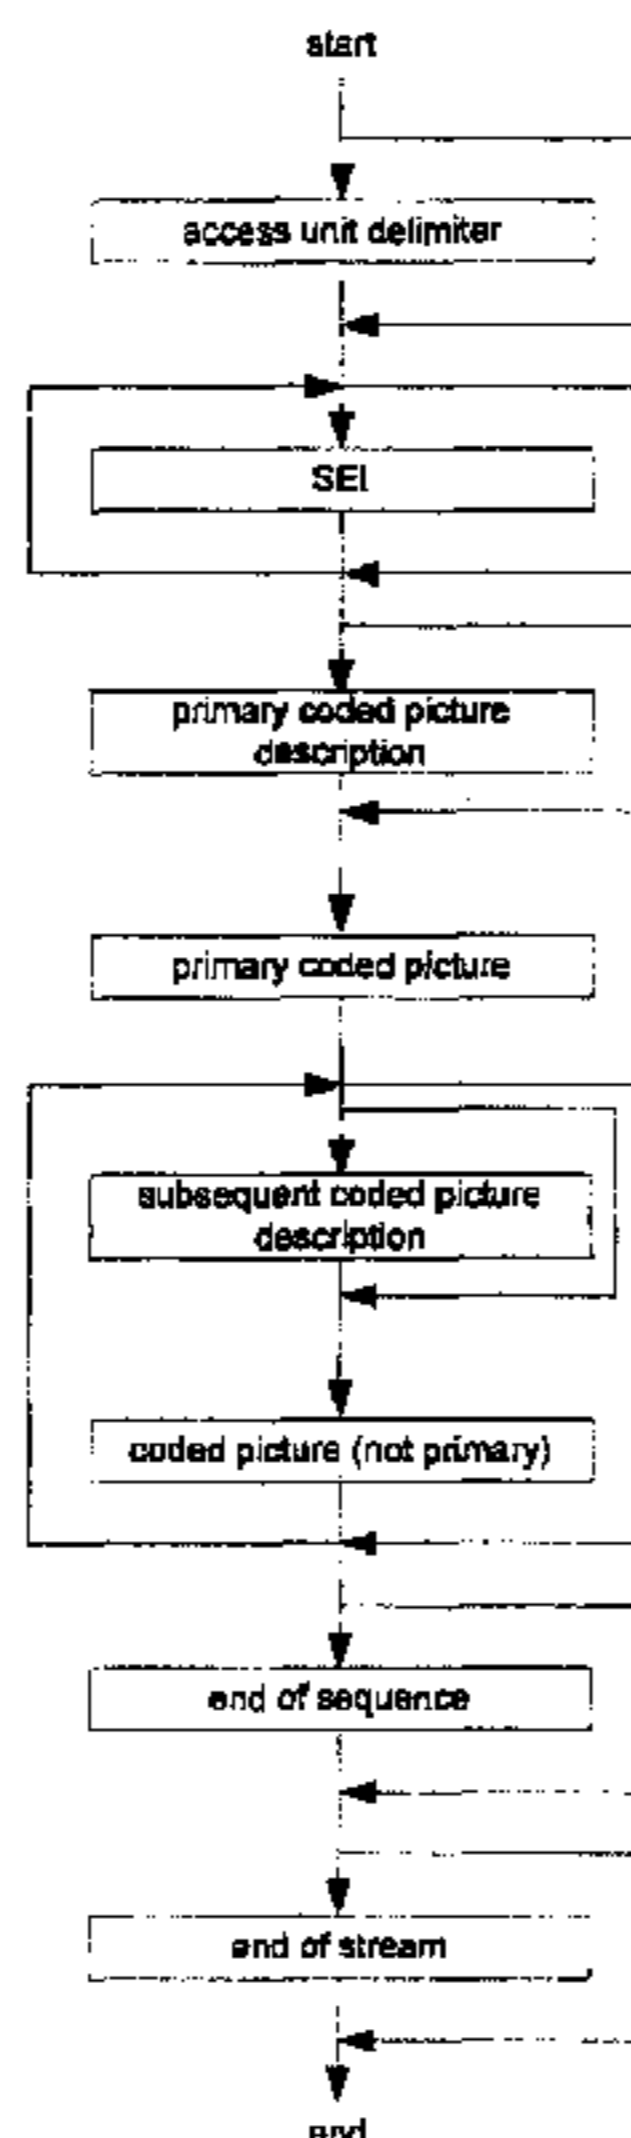 start
access unit delimiter
SEI
primary coded picture
description
primary coded picture
subsequent coded picture
description
coded picture (not primary)
end of sequence
end of stream
end